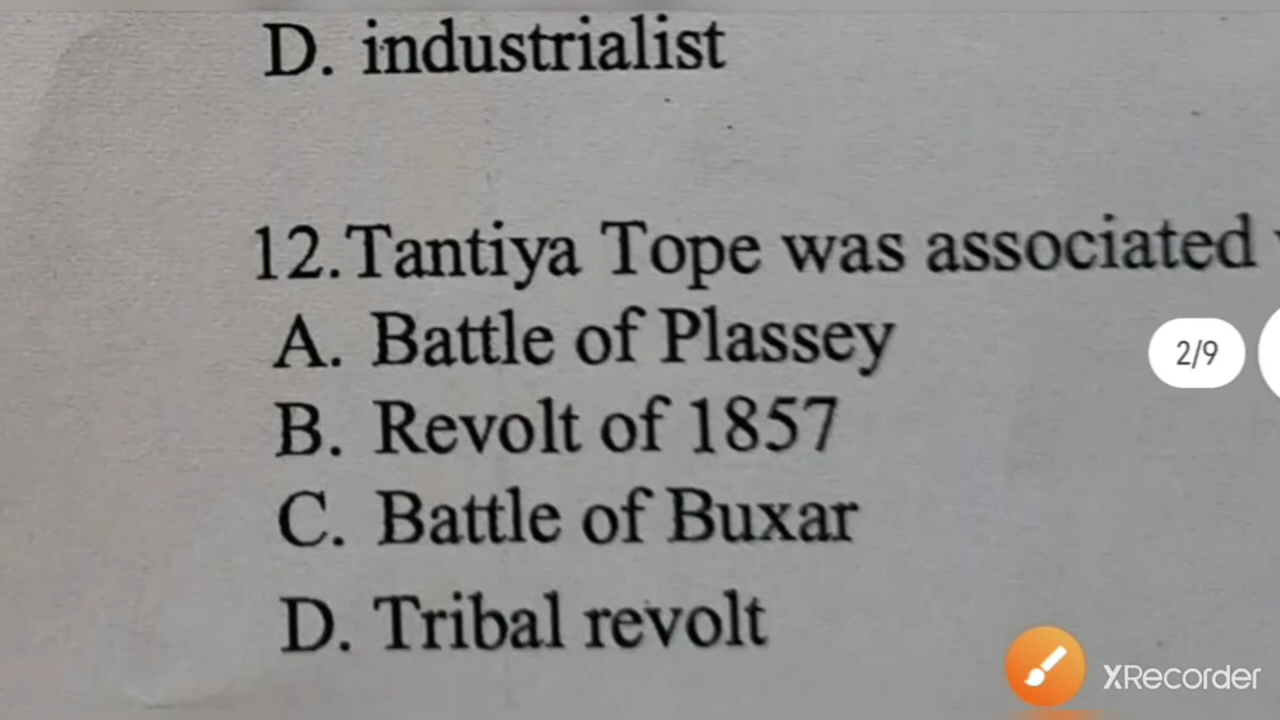 D. industrialist
12.Tantiya Tope was associated
A. Battle of Plassey
2/9
B. Revolt of 1857
C. Battle of Buxar
D. Tribal revolt
XRecorder